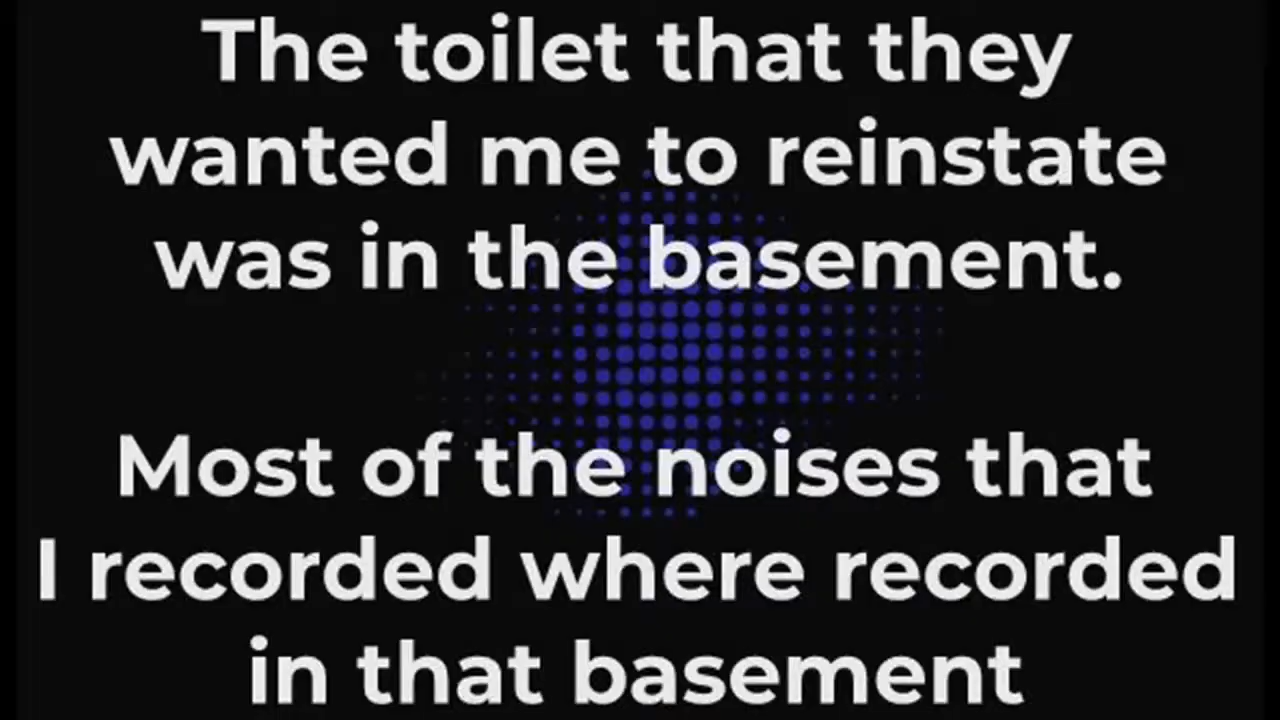 The toilet that they
wanted me to reinstate
was in the basement.
Most of the noises that
I recorded where recorded
in that basement